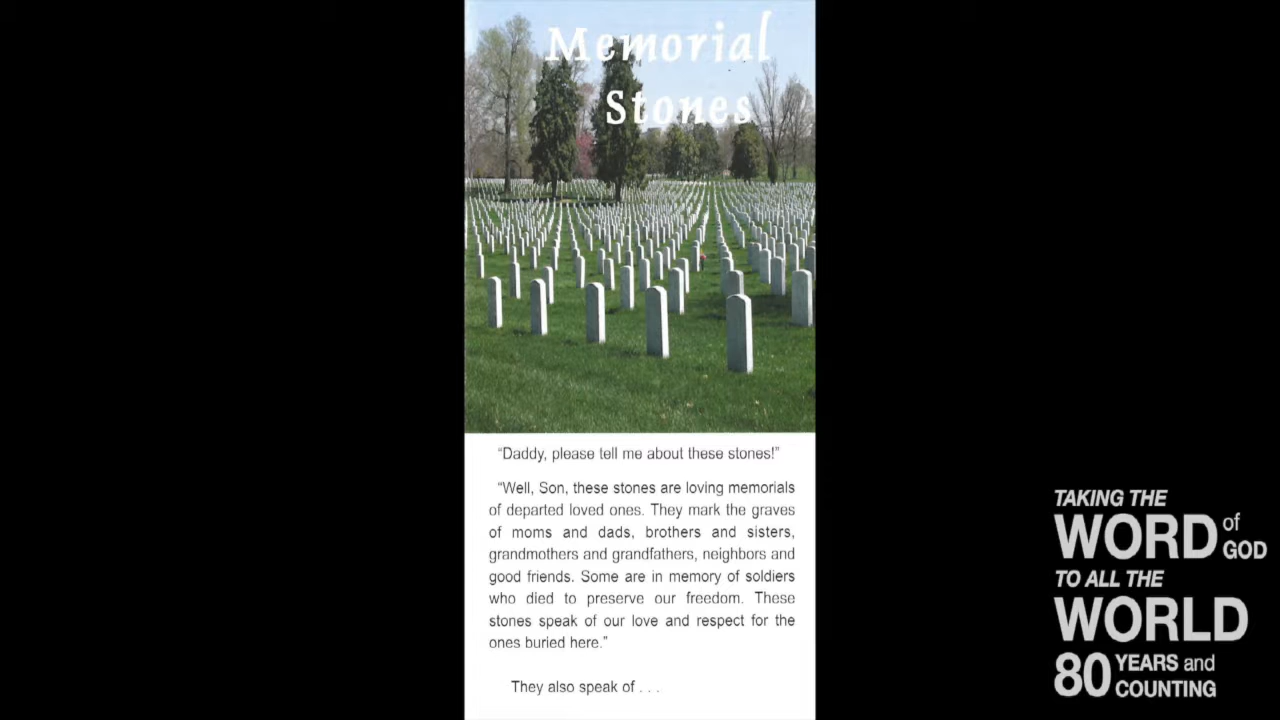 Memorial
Stones
“Daddy, please tell me about these stones!”
“Well, Son, these stones are loving memorials
of departed loved ones. They mark the graves
of moms and dads, brothers and sisters,
grandmothers and grandfathers, neighbors and
good friends. Some are in memory of soldiers
who died to preserve our freedom. These
stones speak of our love and respect for the
ones buried here.”
They also speak of . . .
TAKING THE
WORD of GOD
TO ALL THE
WORLD
80 YEARS and
COUNTING